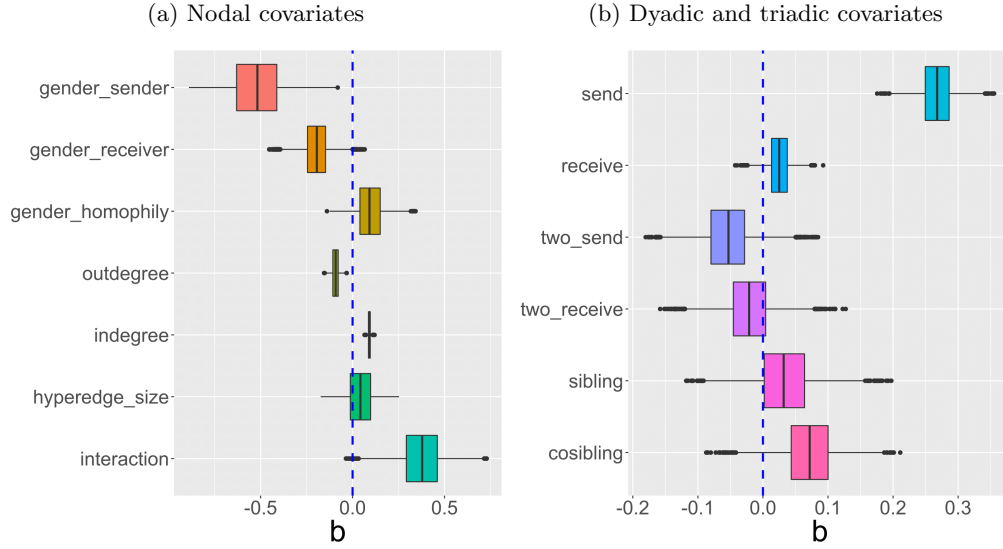 (a) Nodal covariates
gender_sender
gender_receiver
gender_homophily
outdegree
indegree
hyperedge_size
interaction
-0.5 0.0 0.5
b
(b) Dyadic and triadic covariates
send
receive
two_send
two_receive
sibling
cosibling
-0.2 -0.1 0.0 0.1 0.2 0.3
b